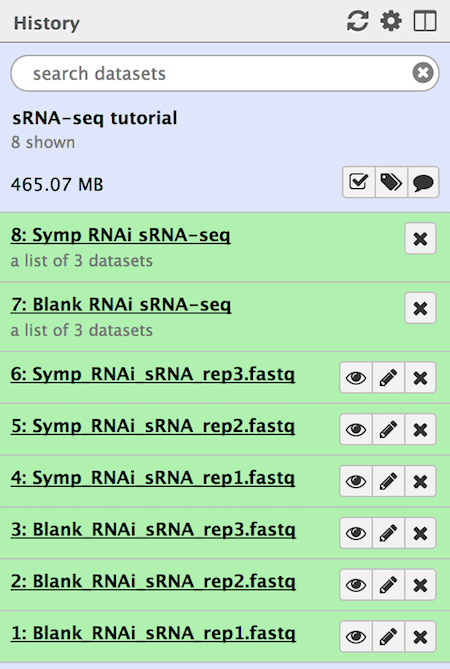 History
search datasets
sRNA-seq tutorial
8 shown
465.07 MB
8: Symp RNAi sRNA-seq
a list of 3 datasets
7: Blank RNAi sRNA-seq
a list of 3 datasets
6: Symp_RNAi_sRNA_rep3.fastq
5: Symp_RNAi_sRNA_rep2.fastq
4: Symp_RNAi_sRNA_rep1.fastq
3: Blank_RNAi_sRNA_rep3.fastq
2: Blank_RNAi_sRNA_rep2.fastq
1: Blank_RNAi_sRNA_rep1.fastq